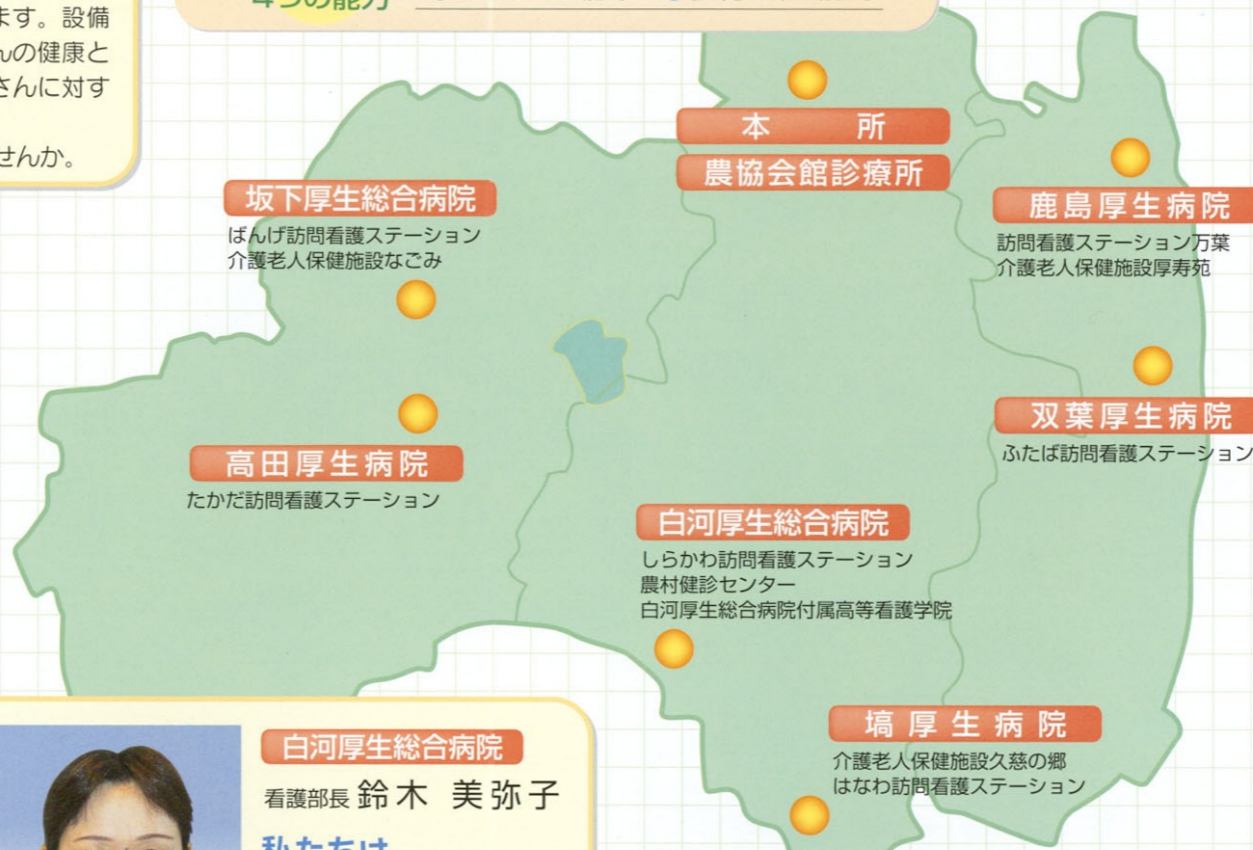 ます。設備
んの健康と
さんに対す
せんか。
4つの能力
本　所
農協会館診療所
坂下厚生総合病院
ばんげ訪問看護ステーション
介護老人保健施設なごみ
鹿島厚生病院
訪問看護ステーション万葉
介護老人保健施設厚寿苑
双葉厚生病院
ふたば訪問看護ステーション
高田厚生病院
たかだ訪問看護ステーション
白河厚生総合病院
しらかわ訪問看護ステーション
農村健診センター
白河厚生総合病院付属高等看護学院
塙厚生病院
介護老人保健施設久慈の郷
はなわ訪問看護ステーション
白河厚生総合病院
看護部長 鈴木 美弥子
私たちは